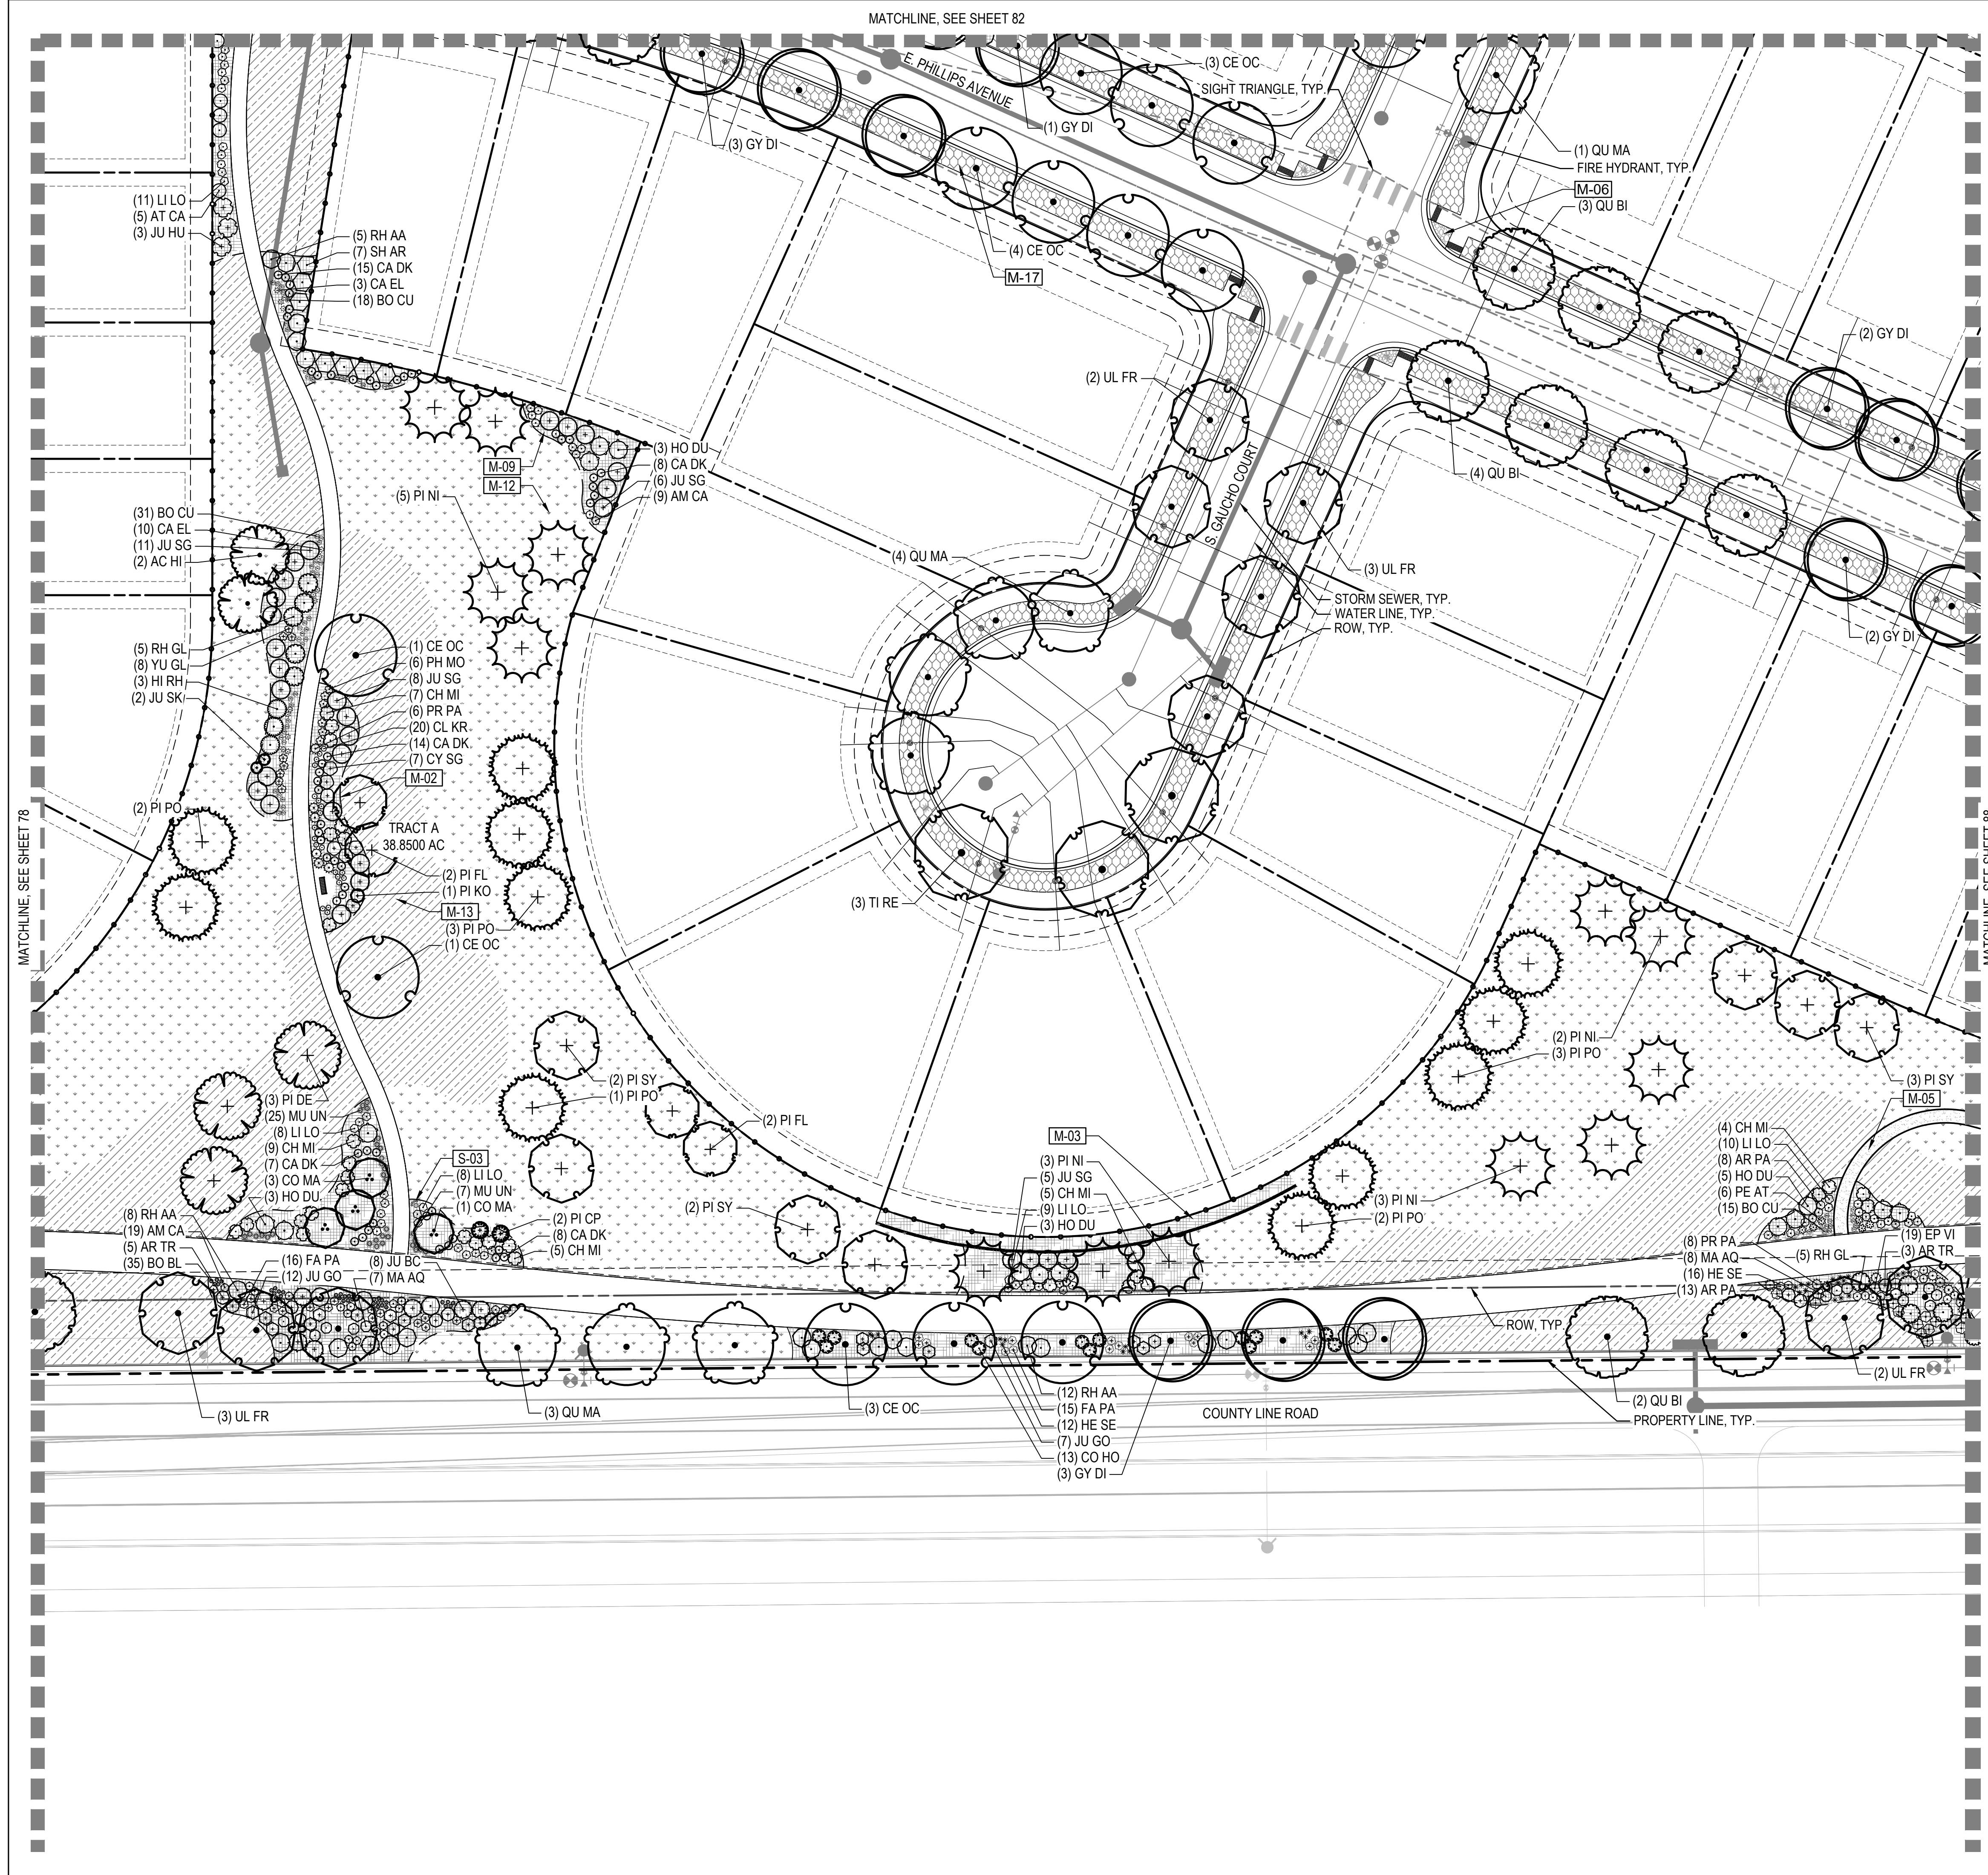 MATCHLINE, SEE SHEET 82
E. PHILLIPS AVENUE
(3) CE OC
SIGHT TRIANGLE, TYP.
(1) GY DI
(3) GY DI
(1) QU MA
FIRE HYDRANT, TYP.
M-06
(3) QU BI
(11) LI LO
(5) AT CA
(3) JU HU
(5) RH AA
(7) SH AR
(15) CA DK
(3) CA EL
(18) BO CU
(4) CE OC
M-17
(2) GY DI
(2) UL FR
S. GAUCHO COURT
(3) HO DU
(8) CA DK
(6) JU SG
(9) AM CA
M-09
M-12
(5) PI NI
(4) QU BI
(31) BO CU
(10) CA EL
(11) JU SG
(2) AC HI
(4) QU MA
(3) UL FR
STORM SEWER, TYP.
WATER LINE, TYP.
ROW, TYP.
(2) GY DI
(5) RH GL
(8) YU GL
(3) HI RH
(2) JU SK
(1) CE OC
(6) PH MO
(8) JU SG
(7) CH MI
(6) PR PA
(20) CL KR
(14) CA DK
(7) CY SG
M-02
(2) PI PO
TRACT A
38.8500 AC
MATCHLINE, SEE SHEET 78
MATCHLINE, SEE SHEET 88
(2) PI FL
(1) PI KO
M-13
(3) PI PO
(1) CE OC
(3) TI RE
(2) PI NI
(3) PI PO
(2) PI SY
(1) PI PO
(2) PI FL
(3) PI SY
M-05
(3) PI DE
(25) MU UN
(8) LI LO
(9) CH MI
(7) CA DK
(3) CO MA
(3) HO DU
S-03
(8) LI LO
(7) MU UN
(1) CO MA
(2) PI CP
(8) CA DK
(5) CH MI
M-03
(3) PI NI
(5) JU SG
(5) CH MI
(9) LI LO
(3) HO DU
(2) PI SY
(3) PI NI
(2) PI PO
(4) CH MI
(10) LI LO
(8) AR PA
(5) HO DU
(6) PE AT
(15) BO CU
(8) RH AA
(19) AM CA
(5) AR TR
(35) BO BL
(16) FA PA
(12) JU GO
(8) JU BC
(7) MA AQ
(8) PR PA
(8) MA AQ
(16) HE SE
(13) AR PA
(5) RH GL
(19) EP VI
(3) AR TR
ROW, TYP.
(3) UL FR
(3) QU MA
(3) CE OC
(12) RH AA
(15) FA PA
(12) HE SE
(7) JU GO
(13) CO HO
(3) GY DI
COUNTY LINE ROAD
(2) QU BI
PROPERTY LINE, TYP.
(2) UL FR